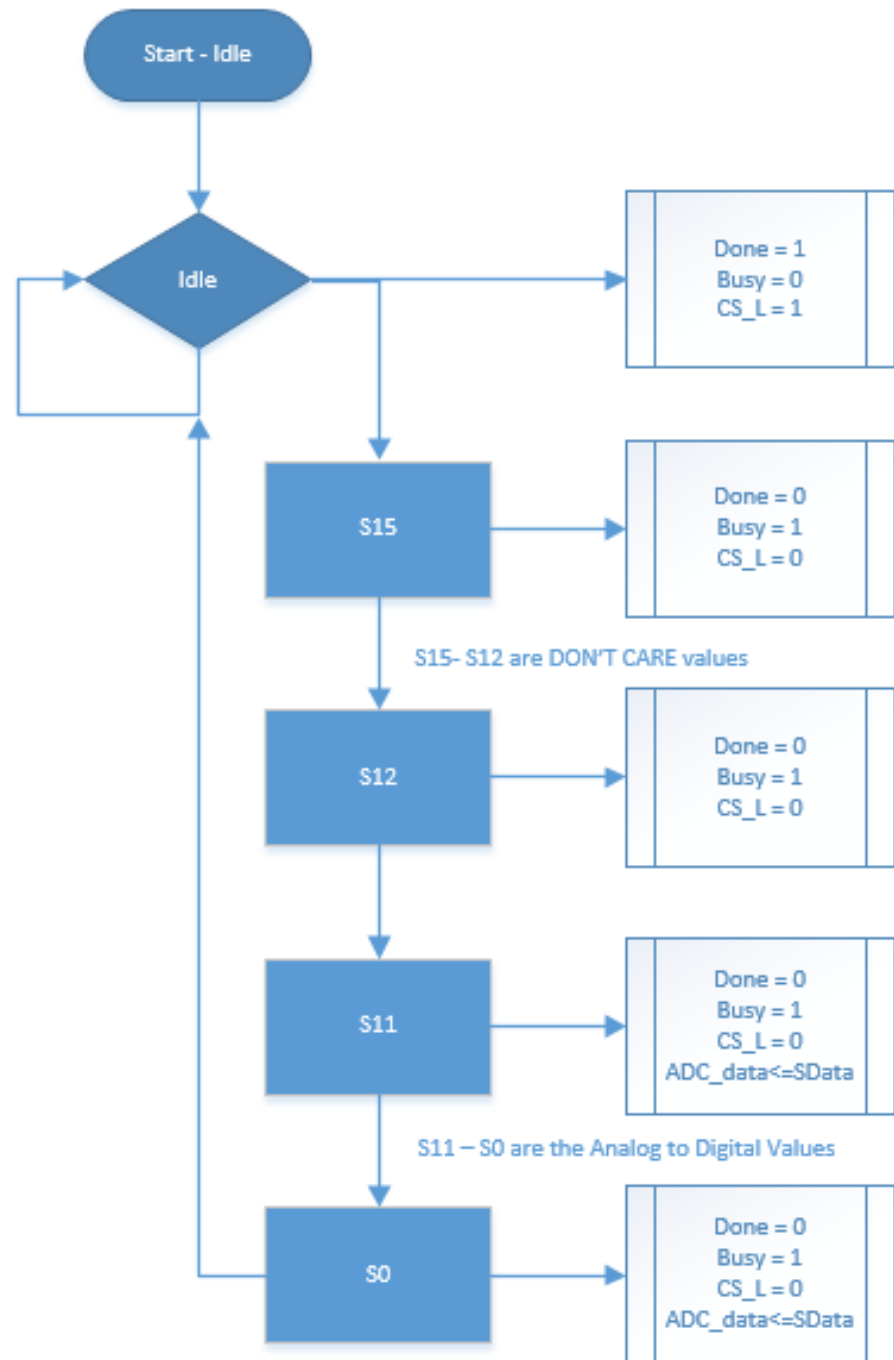 Start - Idle
Idle
Done = 1
Busy = 0
CS_L = 1
S15
Done = 0
Busy = 1
CS_L = 0
S15- S12 are DON'T CARE values
S12
Done = 0
Busy = 1
CS_L = 0
S11
Done = 0
Busy = 1
CS_L = 0
ADC_data<=SData
S11 – S0 are the Analog to Digital Values
S0
Done = 0
Busy = 1
CS_L = 0
ADC_data<=SData